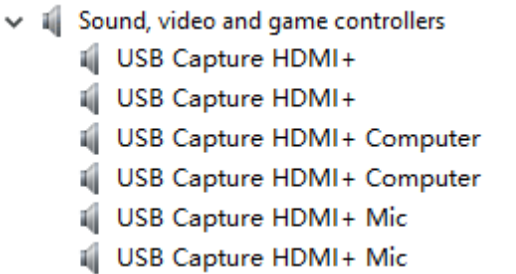 Sound, video and game controllers
USB Capture HDMI+
USB Capture HDMI+
USB Capture HDMI+ Computer
USB Capture HDMI+ Computer
USB Capture HDMI+ Mic
USB Capture HDMI+ Mic